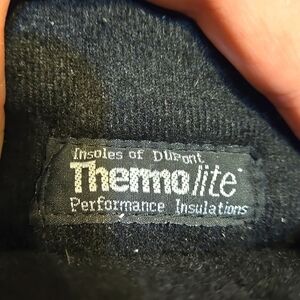 Insoles of DuPont
Thermolite
Performance Insulations